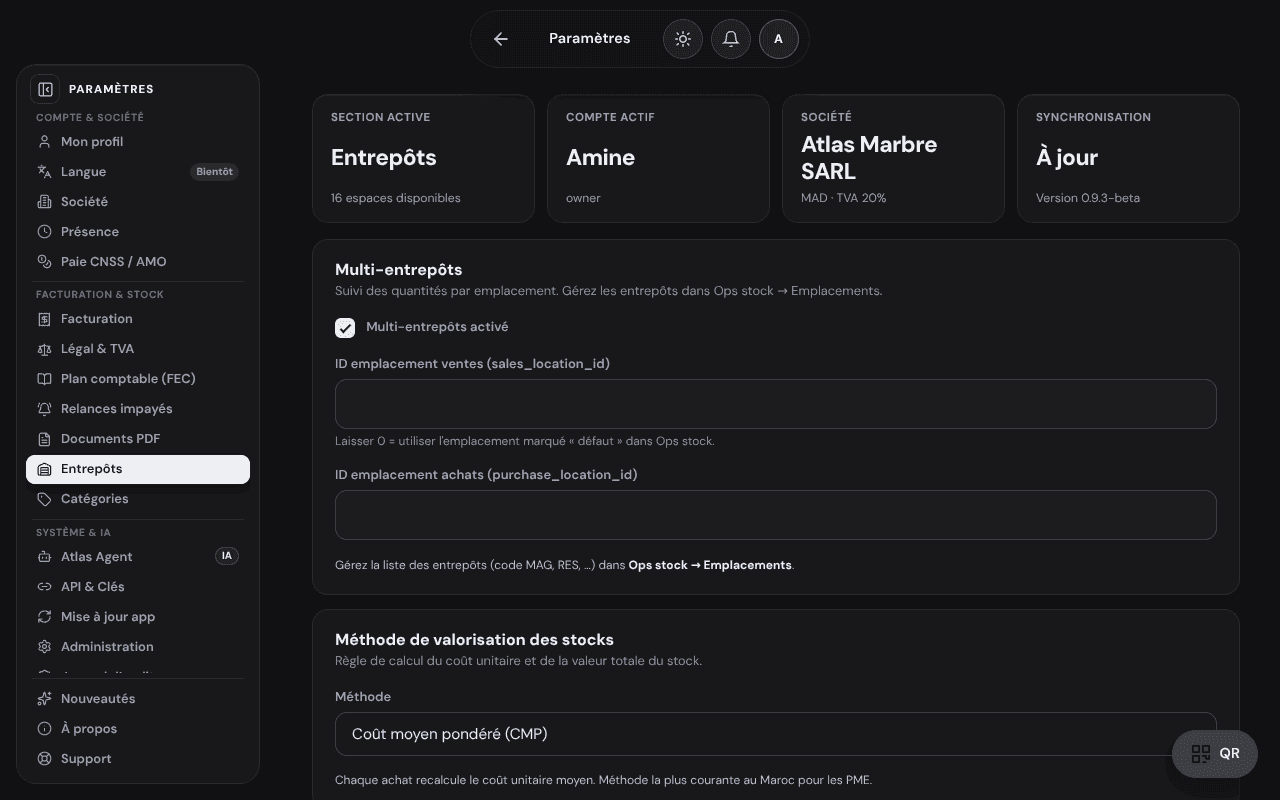 Paramètres
A
PARAMÈTRES
COMPTE & SOCIÉTÉ
Mon profil
Langue
Bientôt
Société
Présence
Paie CNSS / AMO
FACTURATION & STOCK
Facturation
Légal & TVA
Plan comptable (FEC)
Relances impayés
Documents PDF
Entrepôts
Catégories
SYSTÈME & IA
Atlas Agent
IA
API & Clés
Mise à jour app
Administration
Nouveautés
À propos
Support
SECTION ACTIVE
Entrepôts
16 espaces disponibles
COMPTE ACTIF
Amine
owner
SOCIÉTÉ
Atlas Marbre
SARL
MAD · TVA 20%
SYNCHRONISATION
À jour
Version 0.9.3-beta
Multi-entrepôts
Suivi des quantités par emplacement. Gérez les entrepôts dans Ops stock → Emplacements.
Multi-entrepôts activé
ID emplacement ventes (sales_location_id)
Laisser 0 = utiliser l'emplacement marqué « défaut » dans Ops stock.
ID emplacement achats (purchase_location_id)
Gérez la liste des entrepôts (code MAG, RES, …) dans Ops stock → Emplacements.
Méthode de valorisation des stocks
Règle de calcul du coût unitaire et de la valeur totale du stock.
Méthode
Coût moyen pondéré (CMP)
Chaque achat recalcule le coût unitaire moyen. Méthode la plus courante au Maroc pour les PME.
QR